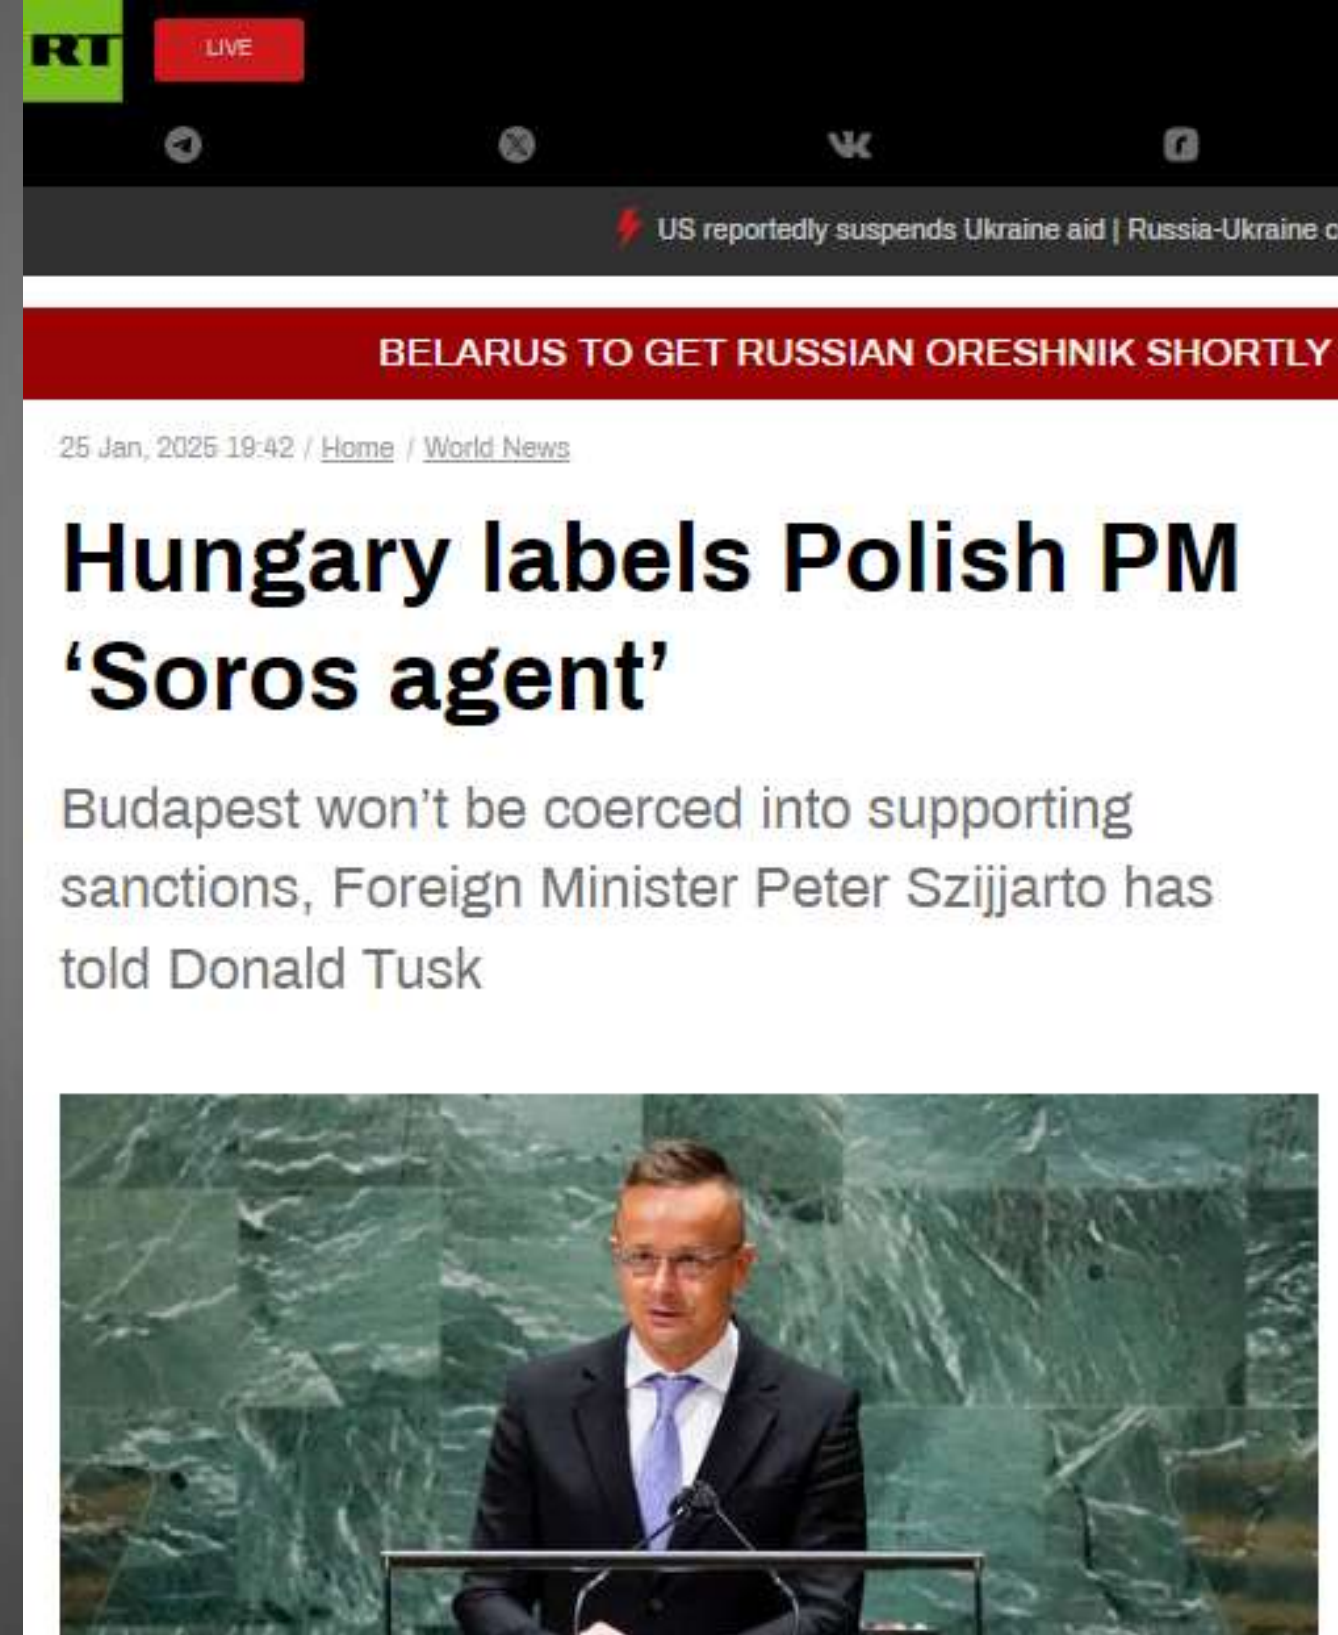 RT
LIVE
US reportedly suspends Ukraine aid | Russia-Ukraine
BELARUS TO GET RUSSIAN ORESHNIK SHORTLY
25 Jan, 2025 19:42 / Home / World News
Hungary labels Polish PM
‘Soros agent’
Budapest won’t be coerced into supporting
sanctions, Foreign Minister Peter Szijjarto has
told Donald Tusk